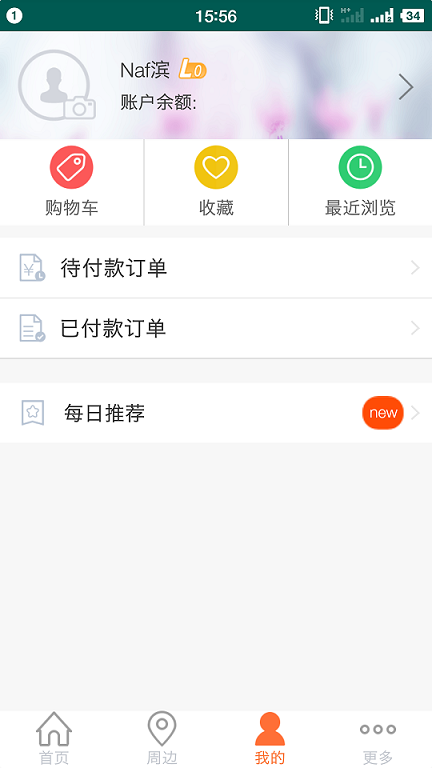 1
15:56
H+
2
34
Naf滨 L0
账户余额:
购物车
收藏
最近浏览
¥
待付款订单
已付款订单
每日推荐
new
首页
周边
我的
更多